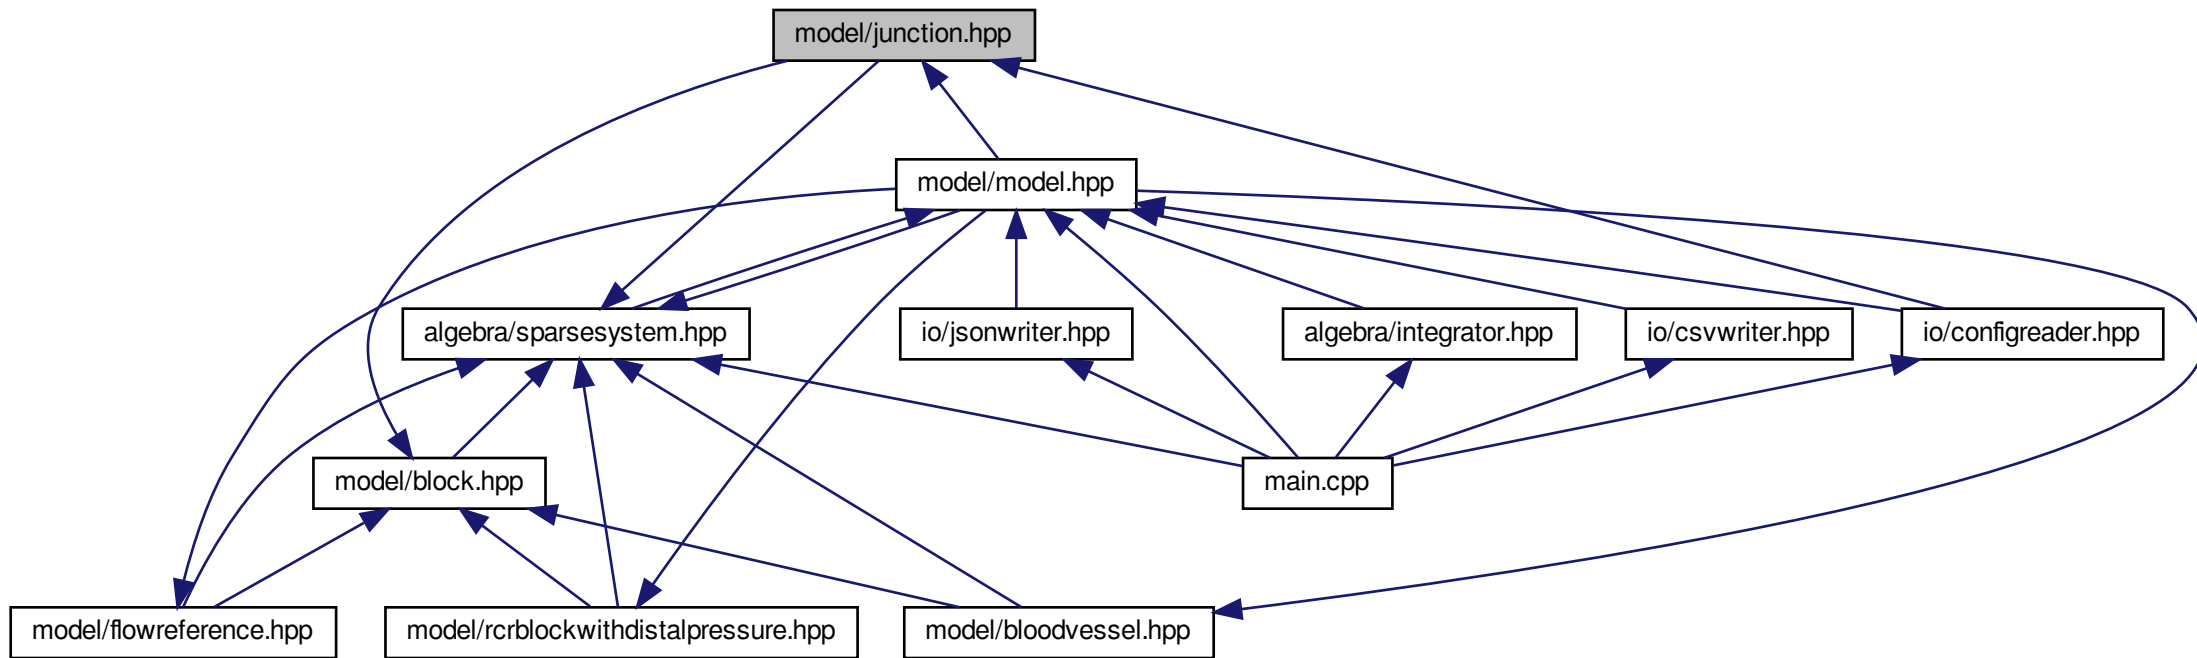 model/junction.hpp
model/model.hpp
algebra/sparsesystem.hpp
io/jsonwriter.hpp
algebra/integrator.hpp
io/csvwriter.hpp
io/configreader.hpp
model/block.hpp
main.cpp
model/flowreference.hpp
model/rcrblockwithdistalpressure.hpp
model/bloodvessel.hpp